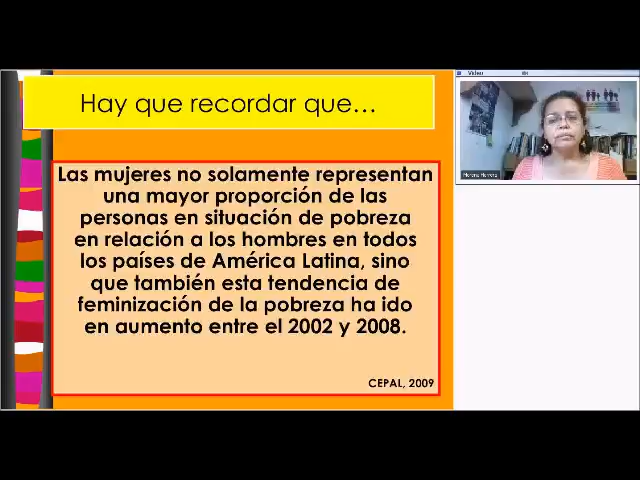 Hay que recordar que…
Las mujeres no solamente representan
una mayor proporción de las
personas en situación de pobreza
en relación a los hombres en todos
los países de América Latina, sino
que también esta tendencia de
feminización de la pobreza ha ido
en aumento entre el 2002 y 2008.
CEPAL, 2009
Video
Morena Herrera